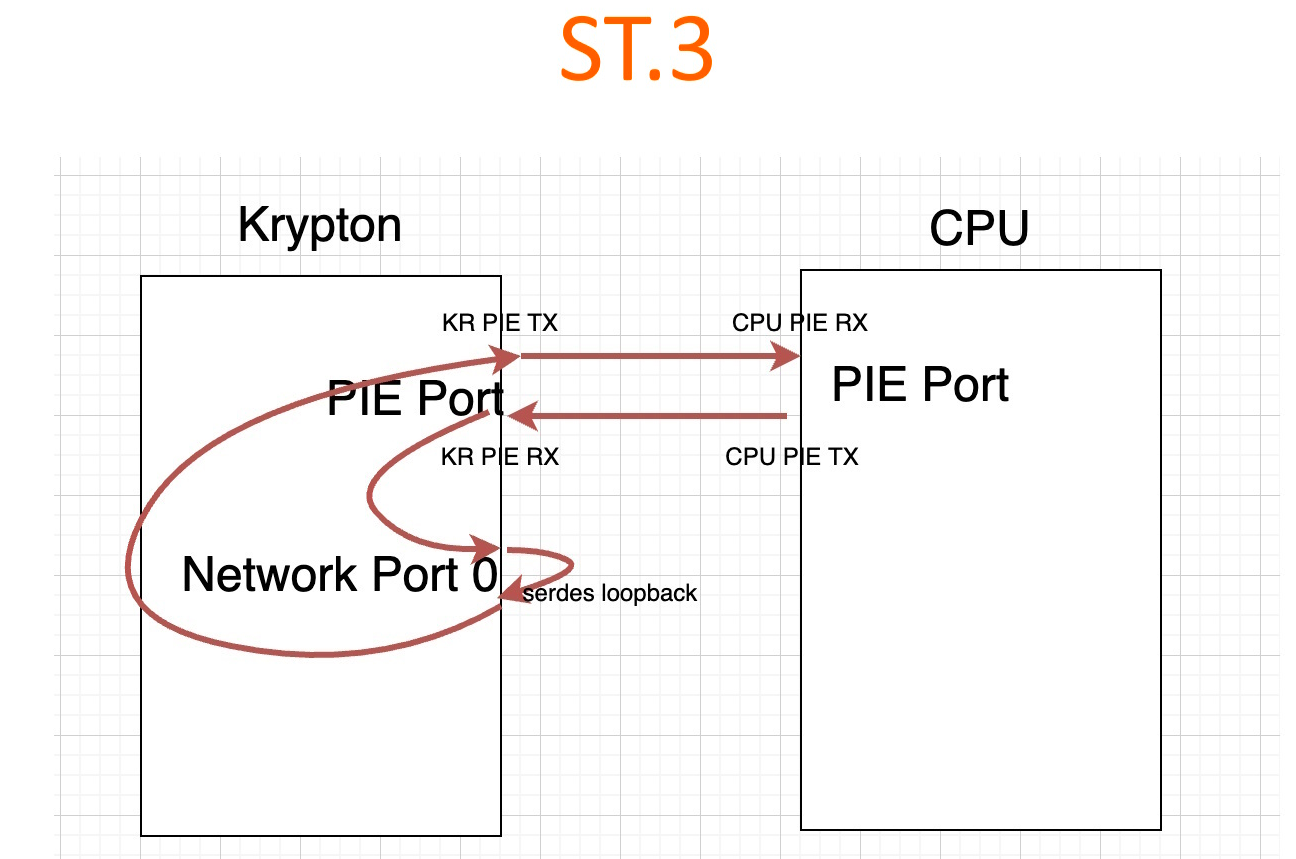 ST.3
Krypton
CPU
KR PIE TX
CPU PIE RX
PIE Port
PIE Port
KR PIE RX
CPU PIE TX
Network Port 0
serdes loopback